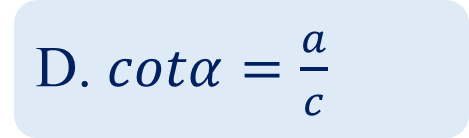 D. cotα = a/c